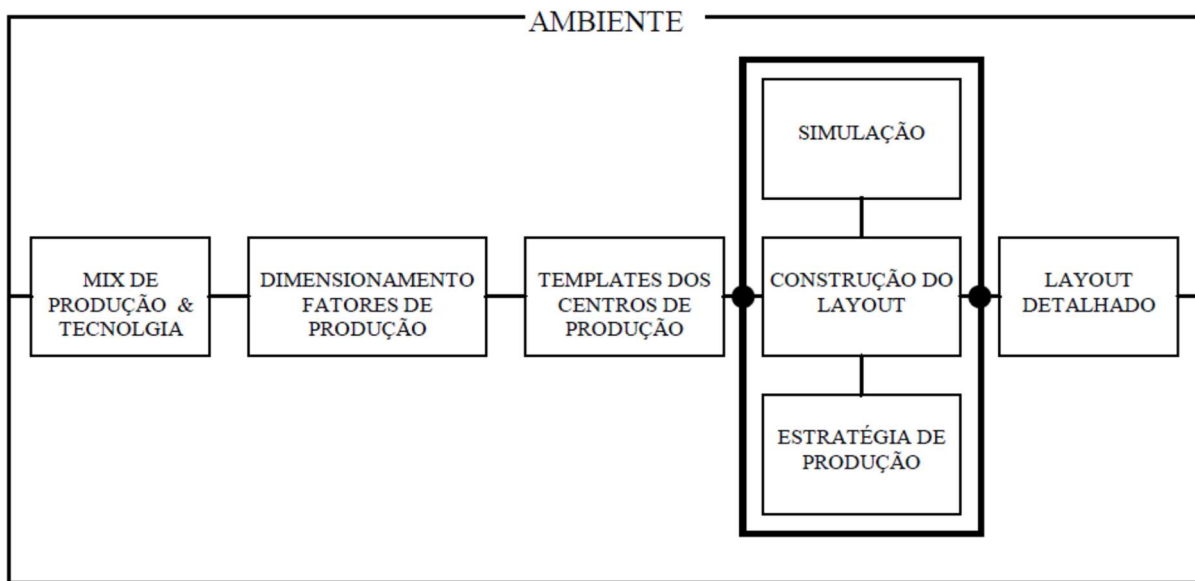 AMBIENTE
SIMULAÇÃO
MIX DE
PRODUÇÃO & 
TECNOLGIA
DIMENSIONAMENTO
FATORES DE
PRODUÇÃO
TEMPLATES DOS
CENTROS DE
PRODUÇÃO
CONSTRUÇÃO DO
LAYOUT
LAYOUT
DETALHADO
ESTRATÉGIA DE
PRODUÇÃO